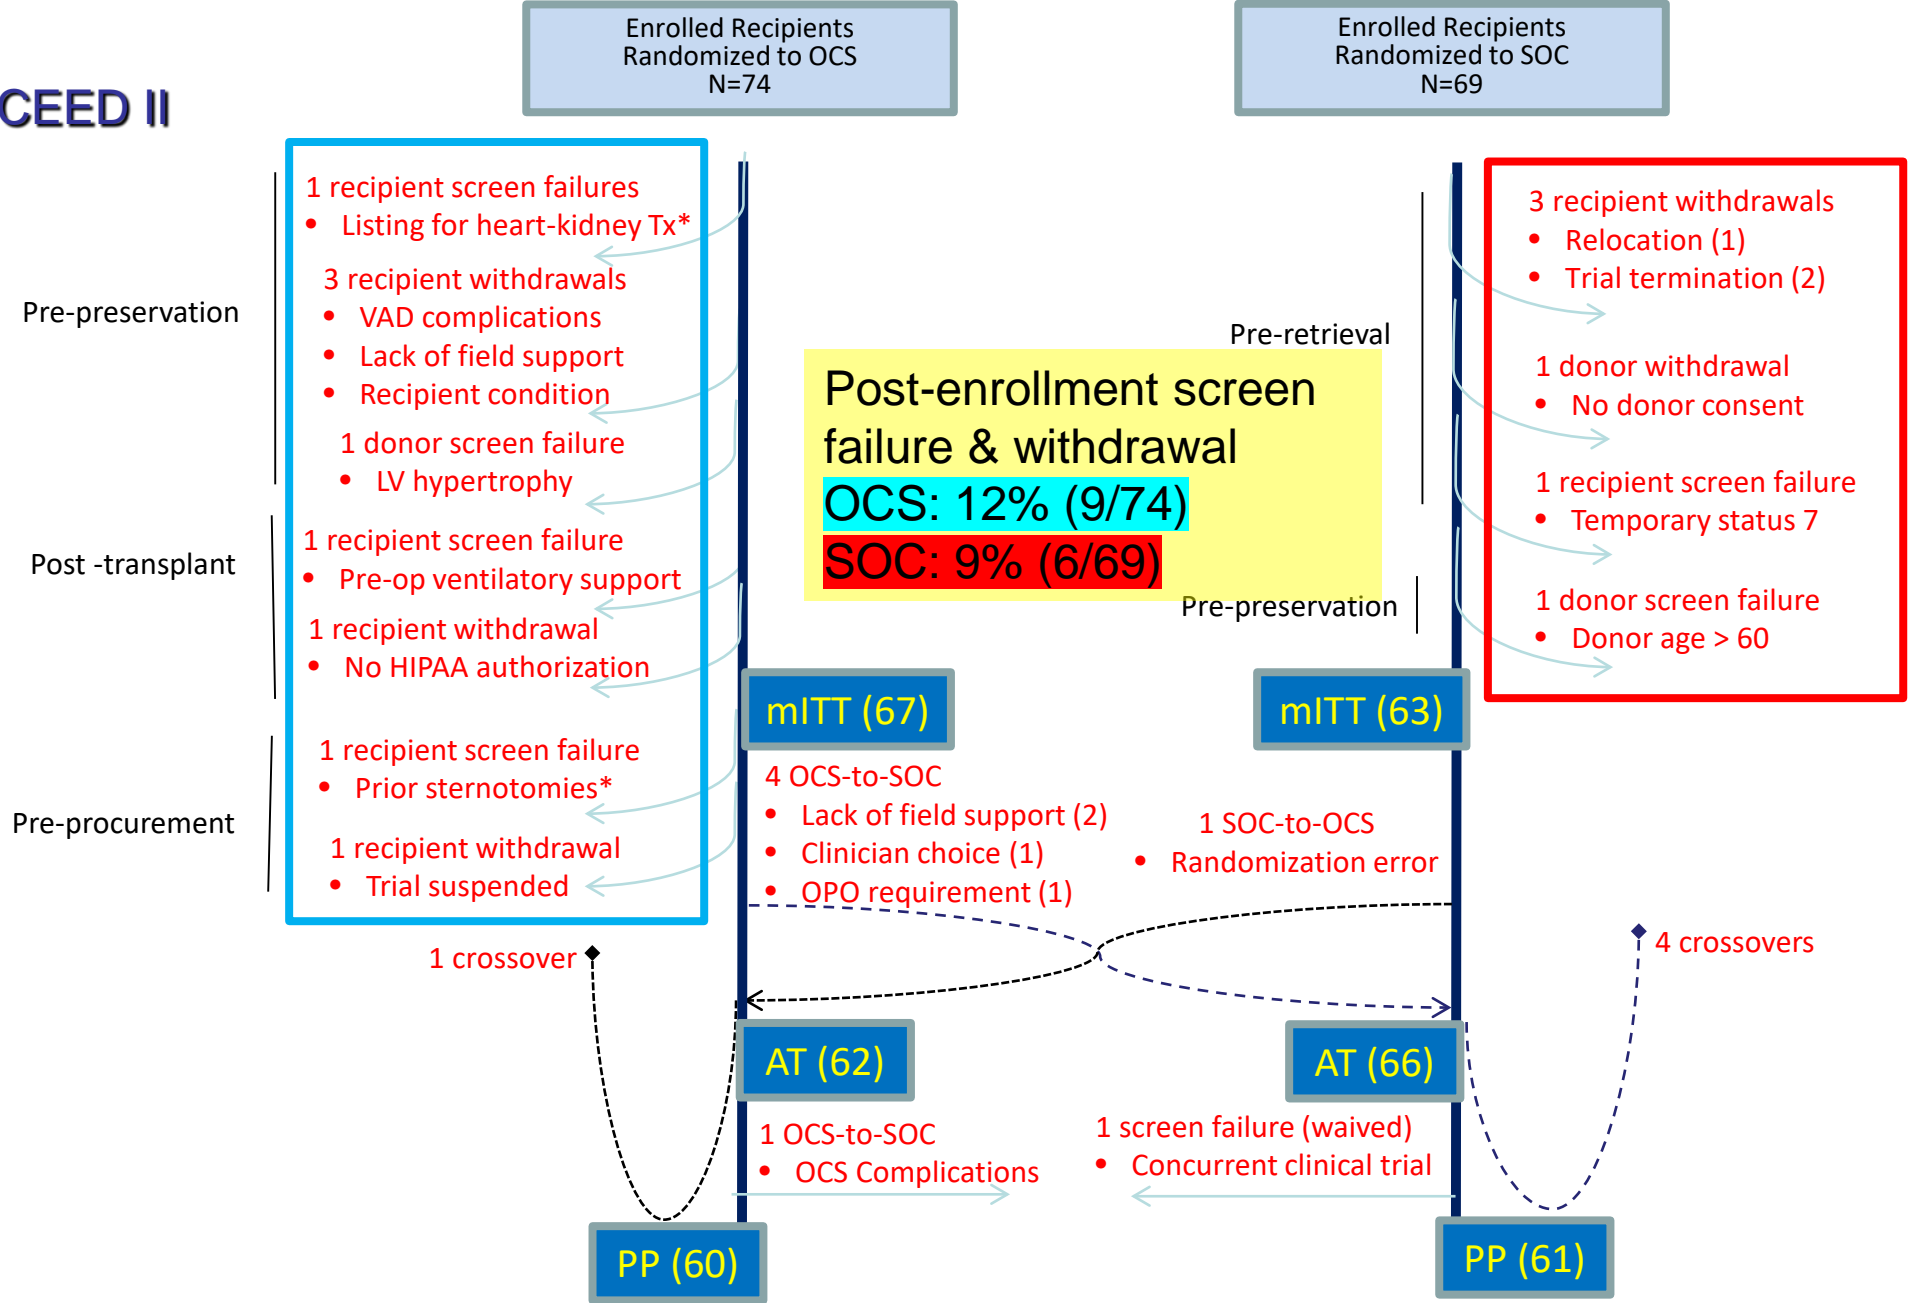 Enrolled Recipients
Randomized to OCS
N=74
Enrolled Recipients
Randomized to SOC
N=69
CEED II
Pre-preservation
1 recipient screen failures
• Listing for heart-kidney Tx*
3 recipient withdrawals
• VAD complications
• Lack of field support
• Recipient condition
1 donor screen failure
• LV hypertrophy
Post -transplant
1 recipient screen failure
• Pre-op ventilatory support
1 recipient withdrawal
• No HIPAA authorization
Pre-procurement
1 recipient screen failure
• Prior sternotomies*
1 recipient withdrawal
• Trial suspended
Post-enrollment screen
failure & withdrawal
OCS: 12% (9/74)
SOC: 9% (6/69)
Pre-retrieval
3 recipient withdrawals
• Relocation (1)
• Trial termination (2)
1 donor withdrawal
• No donor consent
1 recipient screen failure
• Temporary status 7
Pre-preservation
1 donor screen failure
• Donor age > 60
mITT (67)
mITT (63)
4 OCS-to-SOC
• Lack of field support (2)
• Clinician choice (1)
• OPO requirement (1)
1 SOC-to-OCS
• Randomization error
1 crossover
4 crossovers
AT (62)
AT (66)
1 OCS-to-SOC
• OCS Complications
1 screen failure (waived)
• Concurrent clinical trial
PP (60)
PP (61)